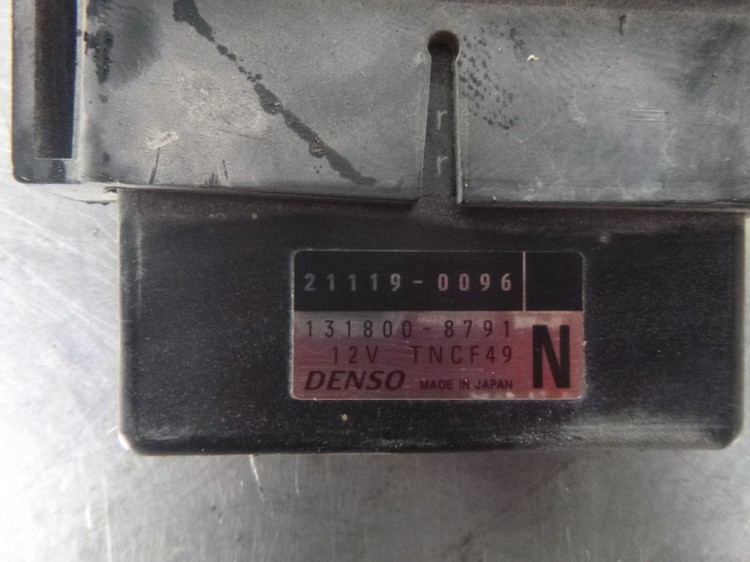 r
r
21119-0096
131800-8791
12V TNCF49 N
DENSO MADE IN JAPAN